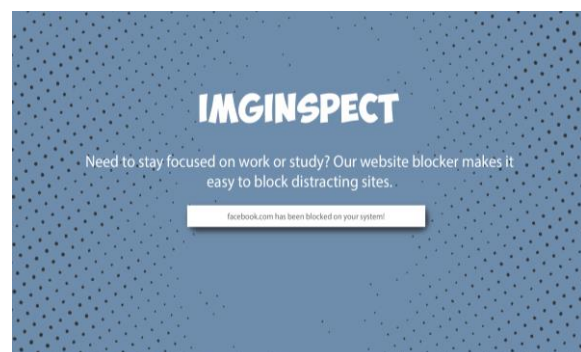 IMGINSPECT
Need to stay focused on work or study? Our website blocker makes it
easy to block distracting sites.
facebook.com has been blocked on your system!